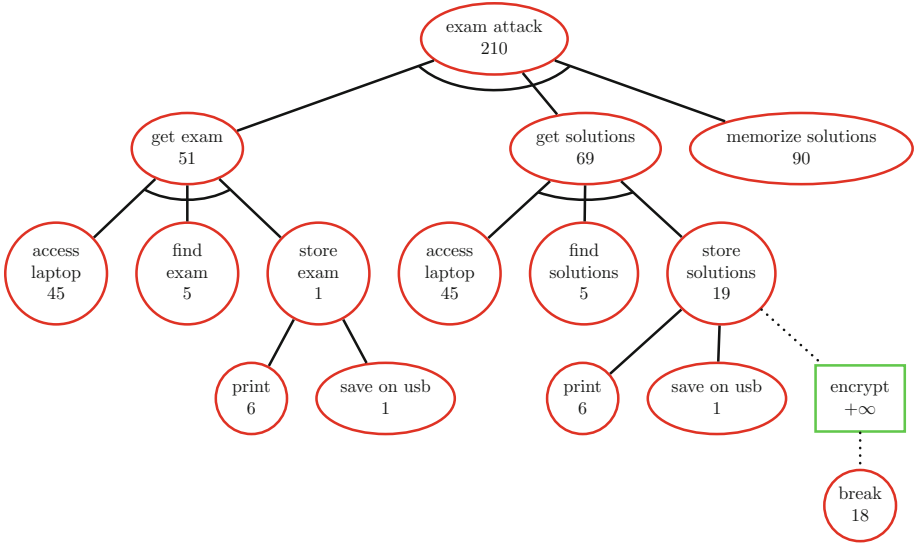 exam attack
210
get exam
51
get solutions
69
memorize solutions
90
access
laptop
45
find
exam
5
store
exam
1
access
laptop
45
find
solutions
5
store
solutions
19
print
6
save on usb
1
print
6
save on usb
1
encrypt
+∞
break
18